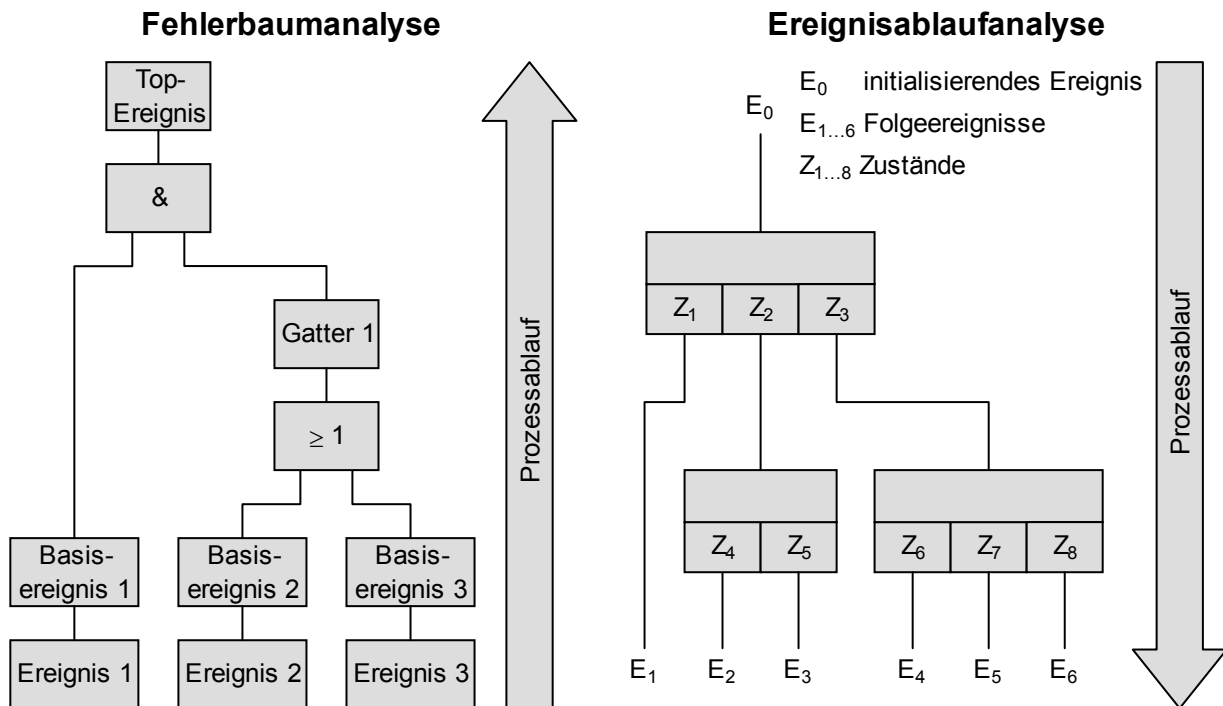 Fehlerbaumanalyse
Top-
Ereignis
&
Gatter 1
≥ 1
Basis-
ereignis 1
Basis-
ereignis 2
Basis-
ereignis 3
Ereignis 1
Ereignis 2
Ereignis 3
Prozessablauf
Ereignisablaufanalyse
E₀
E₀ initialisierendes Ereignis
E₁…₆ Folgeereignisse
Z₁…₈ Zustände
Z₁
Z₂
Z₃
Z₄
Z₅
Z₆
Z₇
Z₈
E₁
E₂
E₃
E₄
E₅
E₆
Prozessablauf